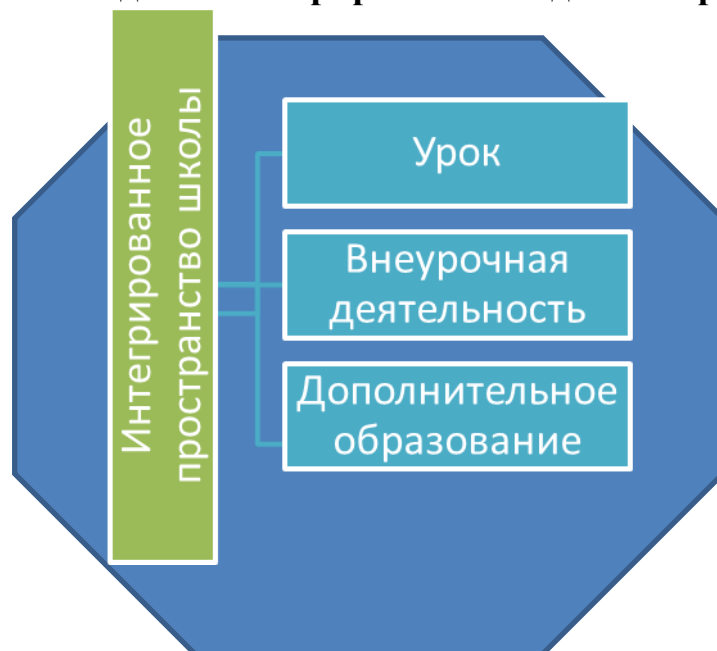 Интегрированное
пространство школы
Урок
Внеурочная
деятельность
Дополнительное
образование